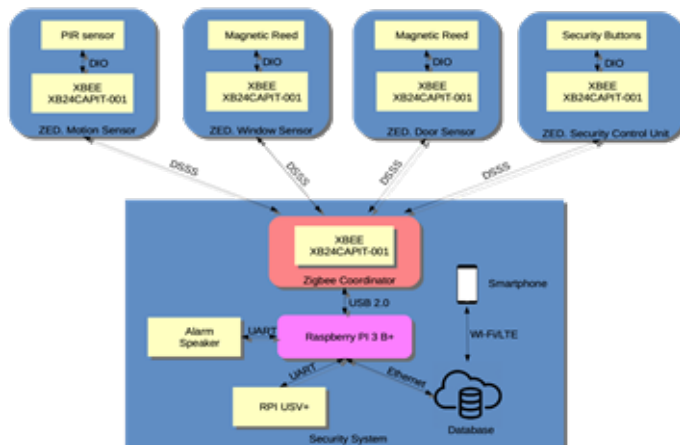 PIR sensor
DIO
XBEE
XB24CAPIT-001
ZED. Motion Sensor
Magnetic Reed
DIO
XBEE
XB24CAPIT-001
ZED. Window Sensor
Magnetic Reed
DIO
XBEE
XB24CAPIT-001
ZED. Door Sensor
Security Buttons
DIO
XBEE
XB24CAPIT-001
ZED. Security Control Unit
DSSS
DSSS
DSSS
DSSS
XBEE
XB24CAPIT-001
Zigbee Coordinator
USB 2.0
Smartphone
Alarm
Speaker
UART
Raspberry PI 3 B+
Wi-Fi/LTE
UART
Ethernet
RPI USV+
Database
Security System